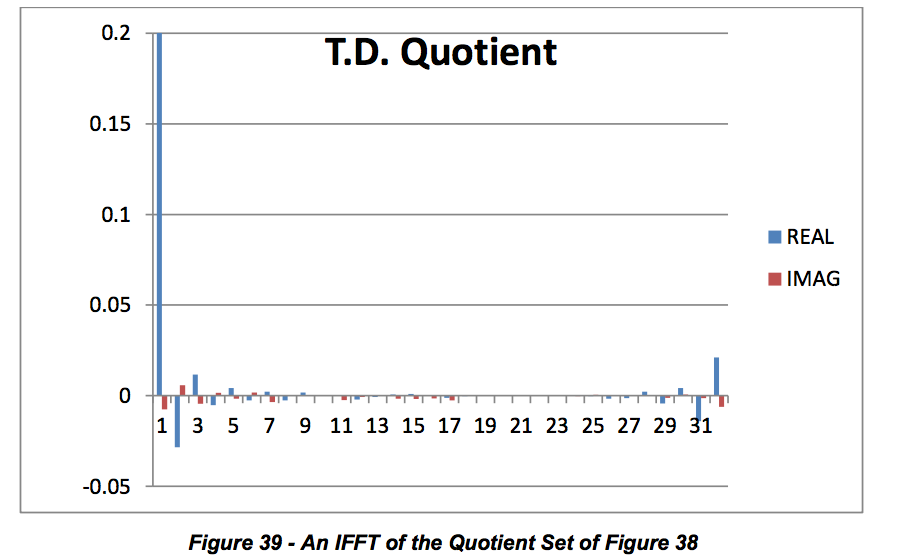 T.D. Quotient
0.2
0.15
0.1
0.05
0
-0.05
1 3 5 7 9 11 13 15 17 19 21 23 25 27 29 31
REAL
IMAG
Figure 39 - An IFFT of the Quotient Set of Figure 38